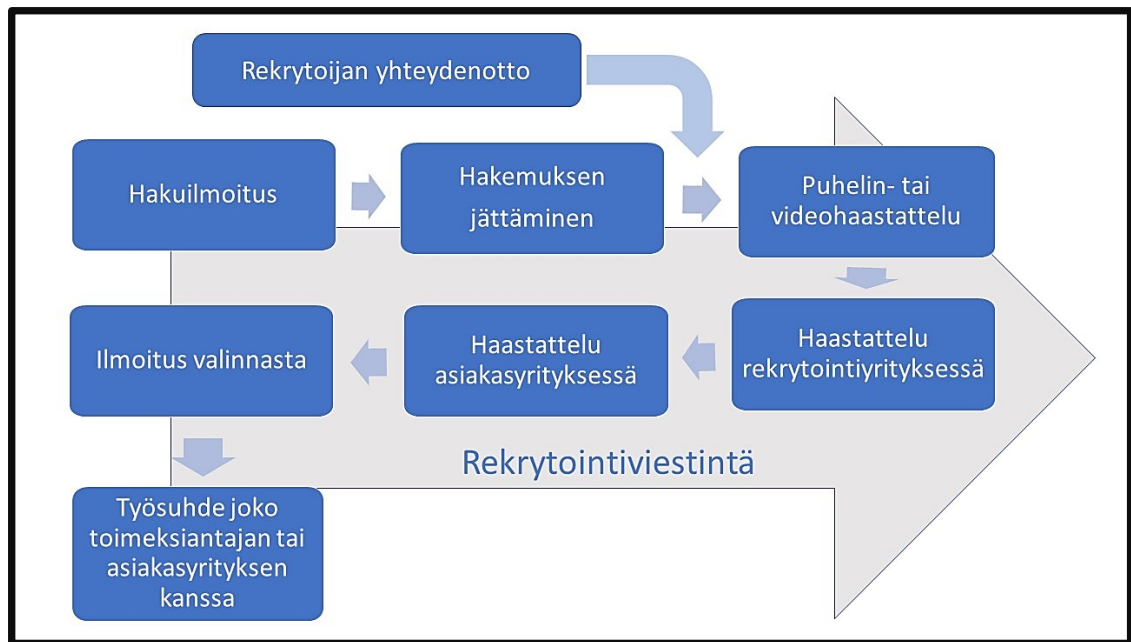 Rekrytoijan yhteydenotto
Hakuilmoitus
Hakemuksen
jättäminen
Puhelin- tai
videohaastattelu
Haastattelu
rekrytointiyrityksessä
Haastattelu
asiakasyrityksessä
Ilmoitus valinnasta
Rekrytointiviestintä
Työsuhde joko
toimeksiantajan tai
asiakasyrityksen
kanssa